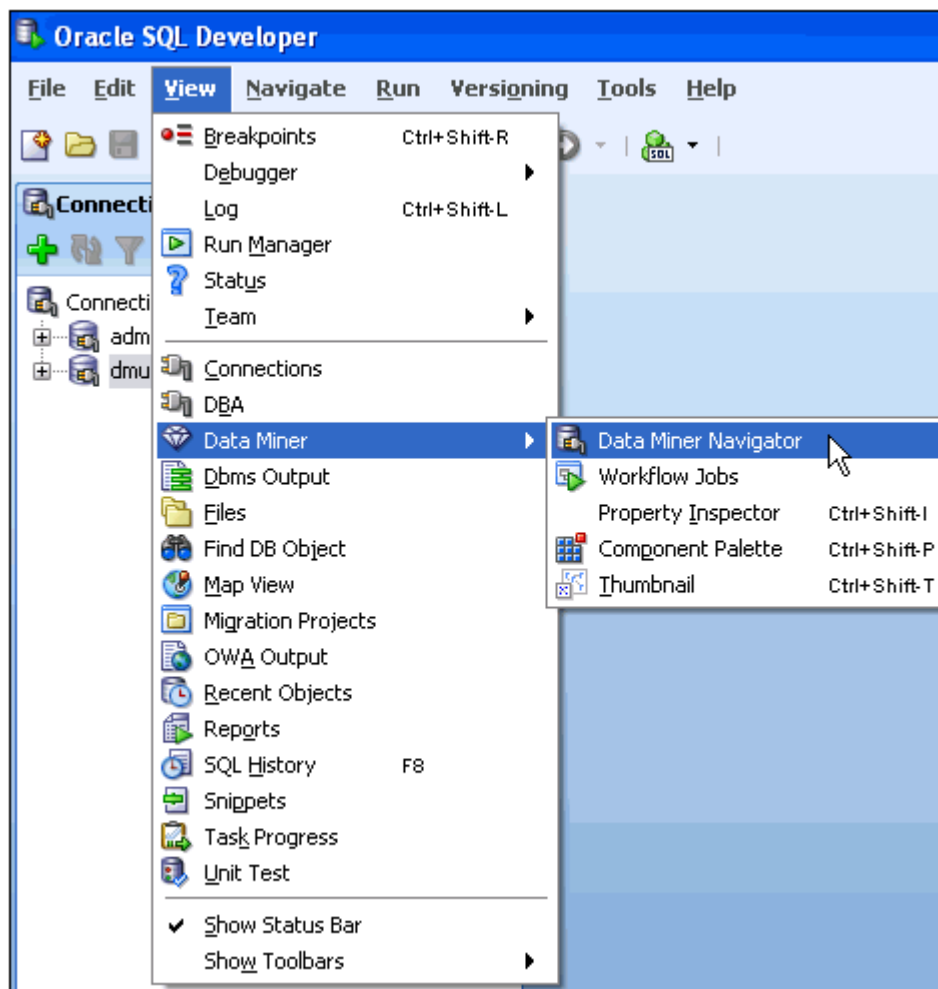 Oracle SQL Developer
File Edit View Navigate Run Versioning Tools Help
SQL
Connecti
Connecti
adm
dmu
Breakpoints Ctrl+Shift-R
Debugger
Log Ctrl+Shift-L
Run Manager
Status
Team
Connections
DBA
Data Miner
Dbms Output
Files
Find DB Object
Map View
Migration Projects
OWA Output
Recent Objects
Reports
SQL History F8
Snippets
Task Progress
Unit Test
Show Status Bar
Show Toolbars
Data Miner Navigator
Workflow Jobs
Property Inspector Ctrl+Shift-I
Component Palette Ctrl+Shift-P
Thumbnail Ctrl+Shift-T